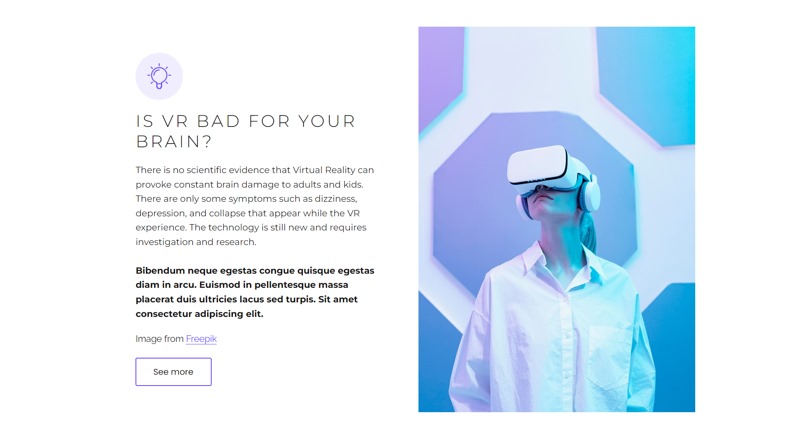 IS VR BAD FOR YOUR
BRAIN?
There is no scientific evidence that Virtual Reality can
provoke constant brain damage to adults and kids.
There are only some symptoms such as dizziness,
depression, and collapse that appear while the VR
experience. The technology is still new and requires
investigation and research.
Bibendum neque egestas congue quisque egestas
diam in arcu. Euismod in pellentesque massa
placerat duis ultricies lacus sed turpis. Sit amet
consectetur adipiscing elit.
Image from Freepik
See more